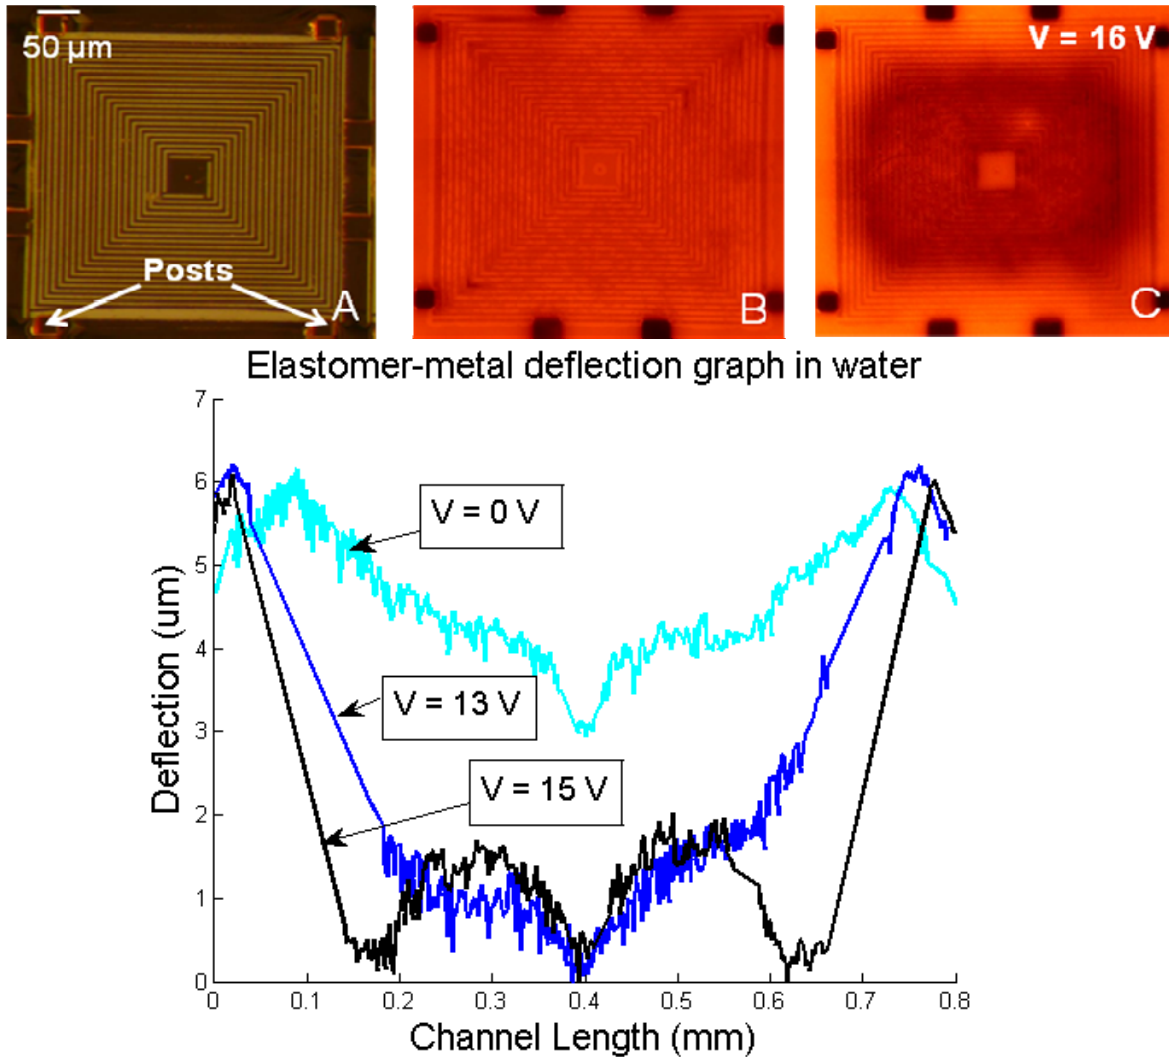 50 µm
V = 16 V
Posts
A
B
C
Elastomer-metal deflection graph in water
Deflection (um)
7
6
5
4
3
2
1
0
V = 0 V
V = 13 V
V = 15 V
0 0.1 0.2 0.3 0.4 0.5 0.6 0.7 0.8
Channel Length (mm)